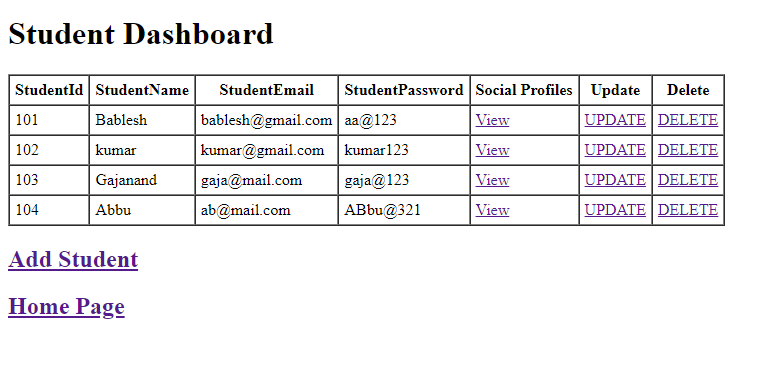 Student Dashboard
StudentId StudentName StudentEmail StudentPassword Social Profiles Update Delete
101 Bablesh bablesh@gmail.com aa@123 View UPDATE DELETE
102 kumar kumar@gmail.com kumar123 View UPDATE DELETE
103 Gajanand gaja@mail.com gaja@123 View UPDATE DELETE
104 Abbu ab@mail.com ABbu@321 View UPDATE DELETE
Add Student
Home Page